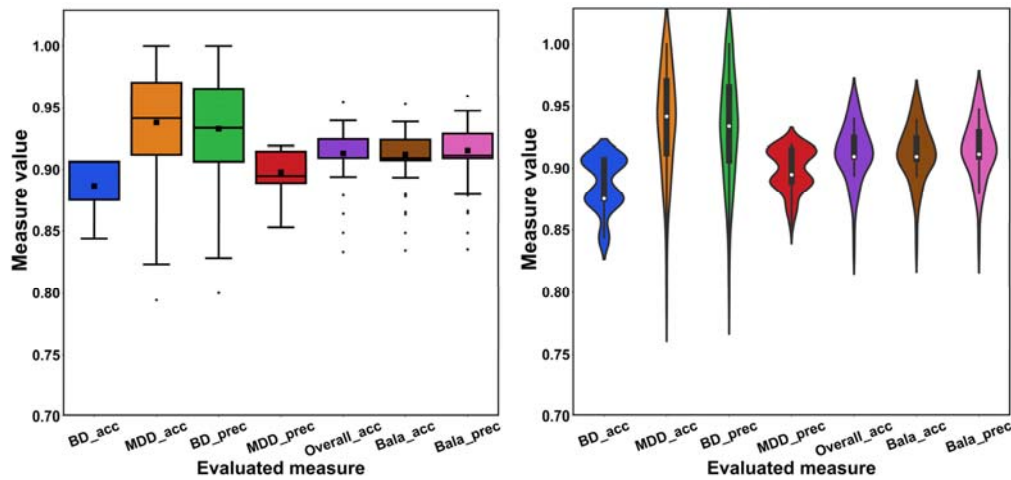 Measure value
1.00
0.95
0.90
0.85
0.80
0.75
0.70
BD_acc
MDD_acc
BD_prec
MDD_prec
Overall_acc
Bala_acc
Bala_prec
Evaluated measure
Measure value
1.00
0.95
0.90
0.85
0.80
0.75
0.70
BD_acc
MDD_acc
BD_prec
MDD_prec
Overall_acc
Bala_acc
Bala_prec
Evaluated measure